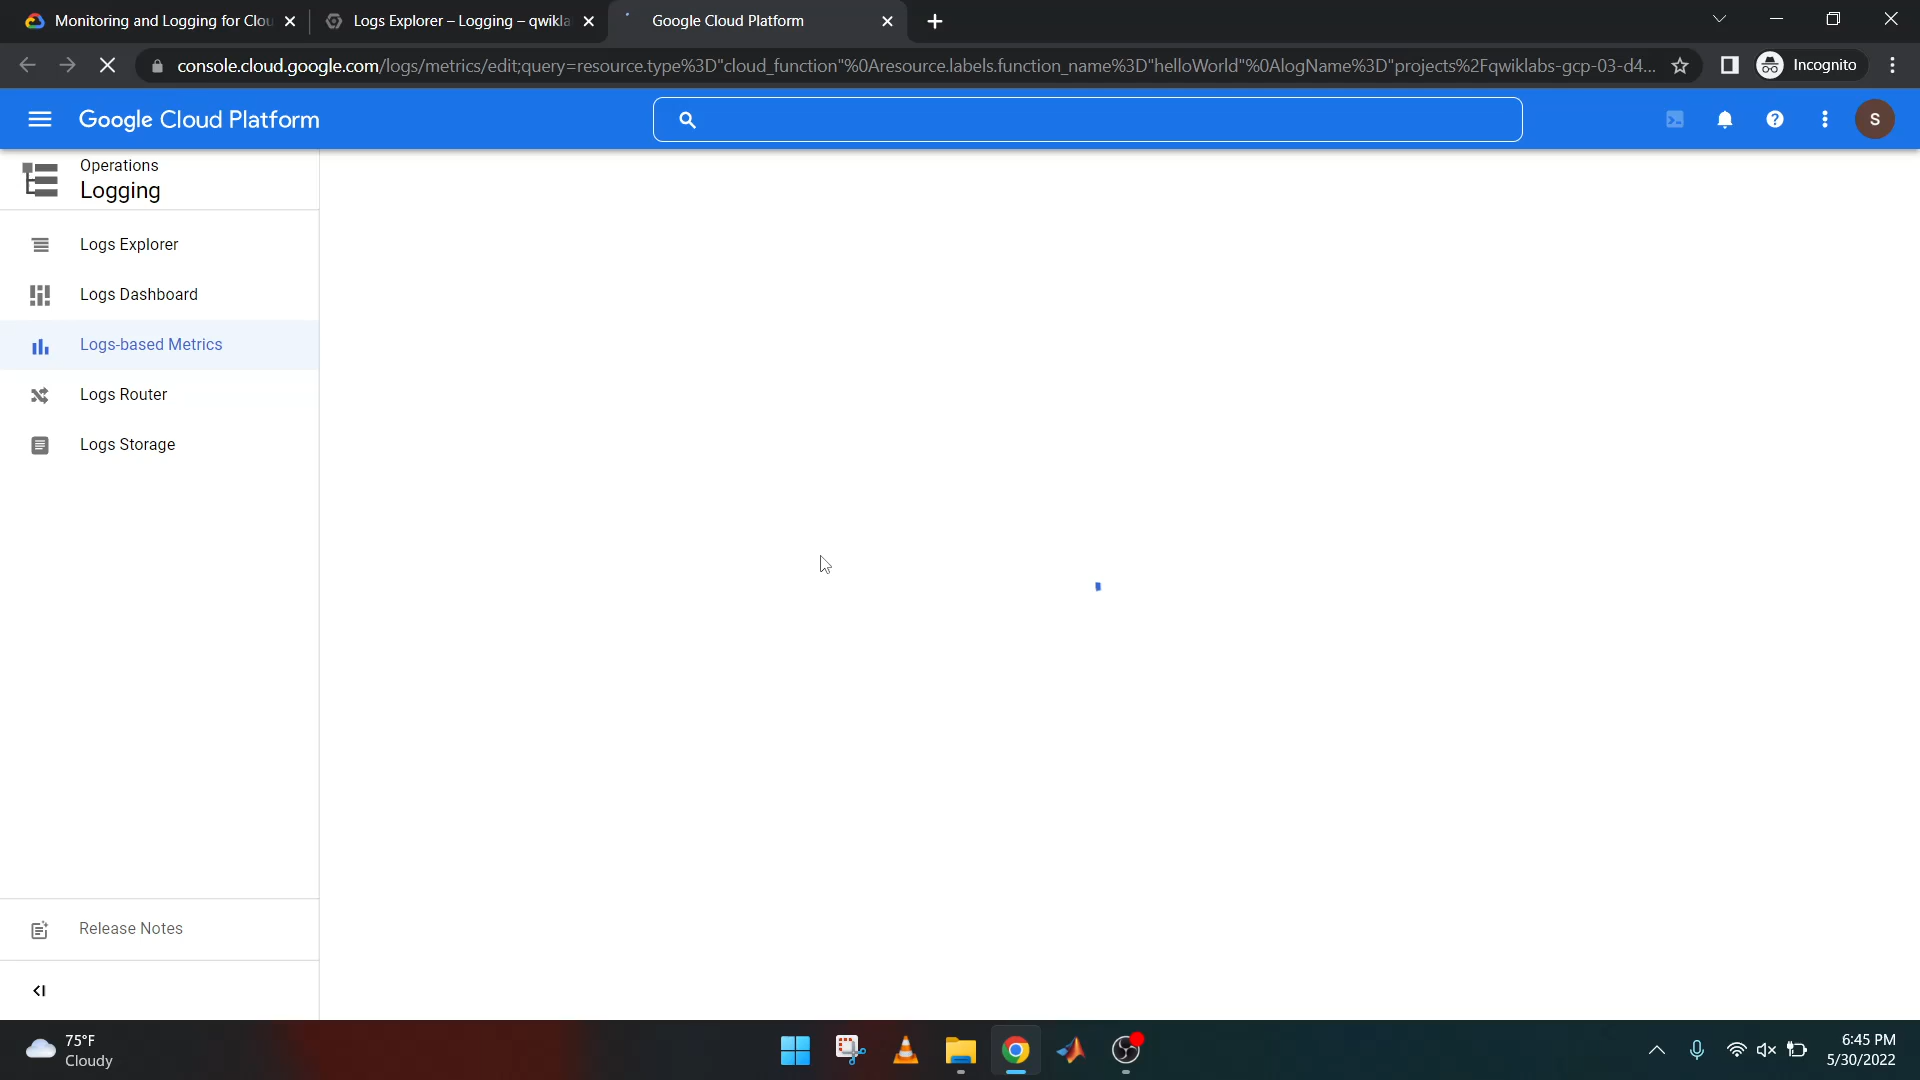 Monitoring and Logging for Clou
Logs Explorer – Logging – qwikla
Google Cloud Platform
console.cloud.google.com/logs/metrics/edit;query=resource.type%3D"cloud_function"%0Aresource.labels.function_name%3D"helloWorld"%0AlogName%3D"projects%2Fqwiklabs-gcp-03-d4...
Incognito
Google Cloud Platform
S
Operations
Logging
Logs Explorer
Logs Dashboard
Logs-based Metrics
Logs Router
Logs Storage
Release Notes
75°F
Cloudy
6:45 PM
5/30/2022